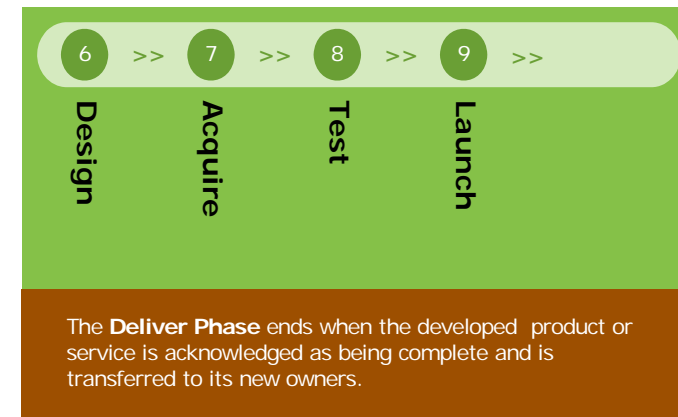 6 >> 7 >> 8 >> 9 >>
Design
Acquire
Test
Launch
The Deliver Phase ends when the developed product or
service is acknowledged as being complete and is
transferred to its new owners.